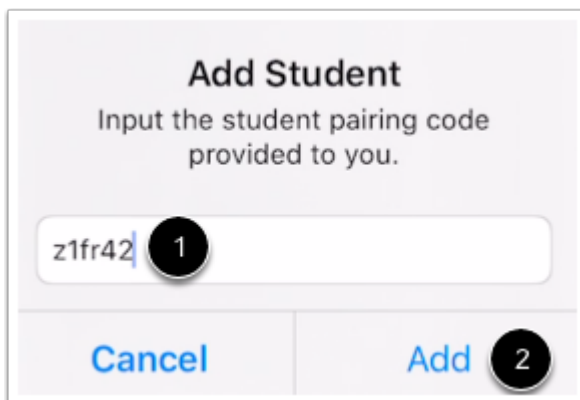 Add Student
Input the student pairing code
provided to you.
z1fr42 1
Cancel Add 2